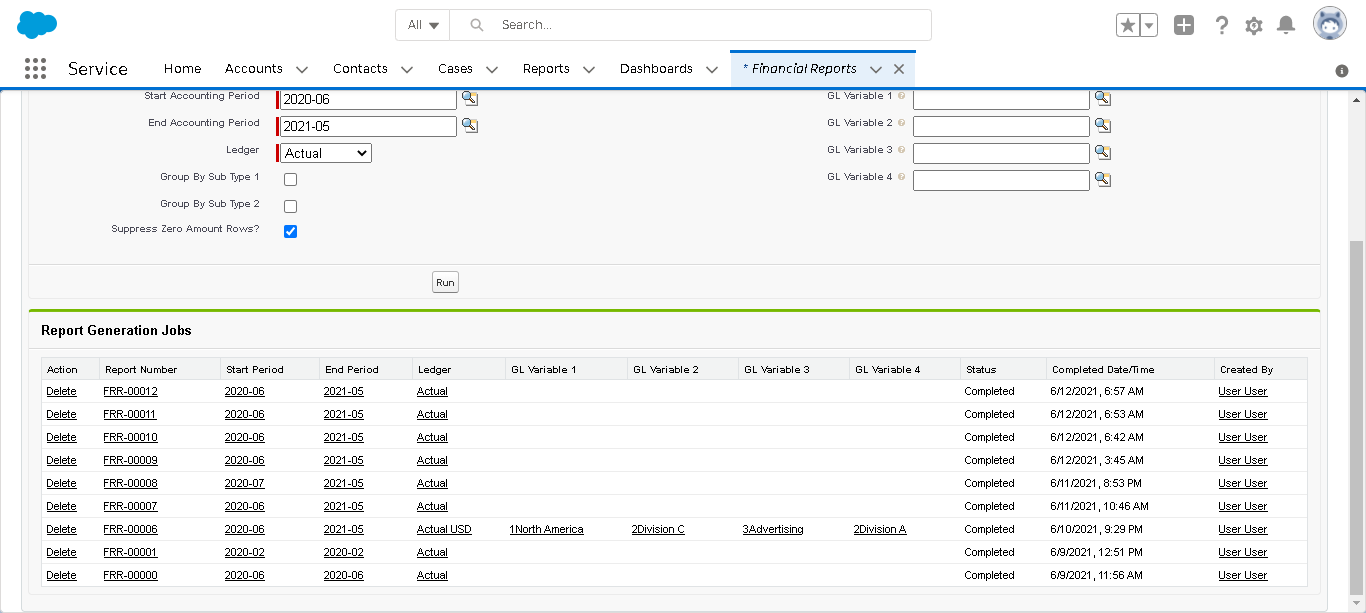 All Search...
Service Home Accounts Contacts Cases Reports Dashboards * Financial Reports
Start Accounting Period 2020-06 GL Variable 1
End Accounting Period 2021-05 GL Variable 2
Ledger Actual GL Variable 3
Group By Sub Type 1 GL Variable 4
Group By Sub Type 2
Suppress Zero Amount Rows?
Run
Report Generation Jobs
Action Report Number Start Period End Period Ledger GL Variable 1 GL Variable 2 GL Variable 3 GL Variable 4 Status Completed Date/Time Created By
Delete FRR-00012 2020-06 2021-05 Actual Completed 6/12/2021, 6:57 AM User User
Delete FRR-00011 2020-06 2021-05 Actual Completed 6/12/2021, 6:53 AM User User
Delete FRR-00010 2020-06 2021-05 Actual Completed 6/12/2021, 6:42 AM User User
Delete FRR-00009 2020-06 2021-05 Actual Completed 6/12/2021, 3:45 AM User User
Delete FRR-00008 2020-07 2021-05 Actual Completed 6/11/2021, 8:53 PM User User
Delete FRR-00007 2020-06 2021-05 Actual Completed 6/11/2021, 10:46 AM User User
Delete FRR-00006 2020-06 2021-05 Actual USD 1North America 2Division C 3Advertising 2Division A Completed 6/10/2021, 9:29 PM User User
Delete FRR-00001 2020-02 2020-02 Actual Completed 6/9/2021, 12:51 PM User User
Delete FRR-00000 2020-06 2020-06 Actual Completed 6/9/2021, 11:56 AM User User